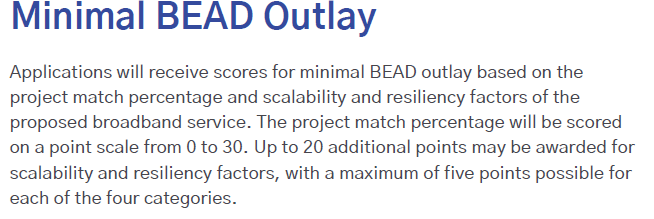 Minimal BEAD Outlay
Applications will receive scores for minimal BEAD outlay based on the
project match percentage and scalability and resiliency factors of the
proposed broadband service. The project match percentage will be scored
on a point scale from 0 to 30. Up to 20 additional points may be awarded for
scalability and resiliency factors, with a maximum of five points possible for
each of the four categories.